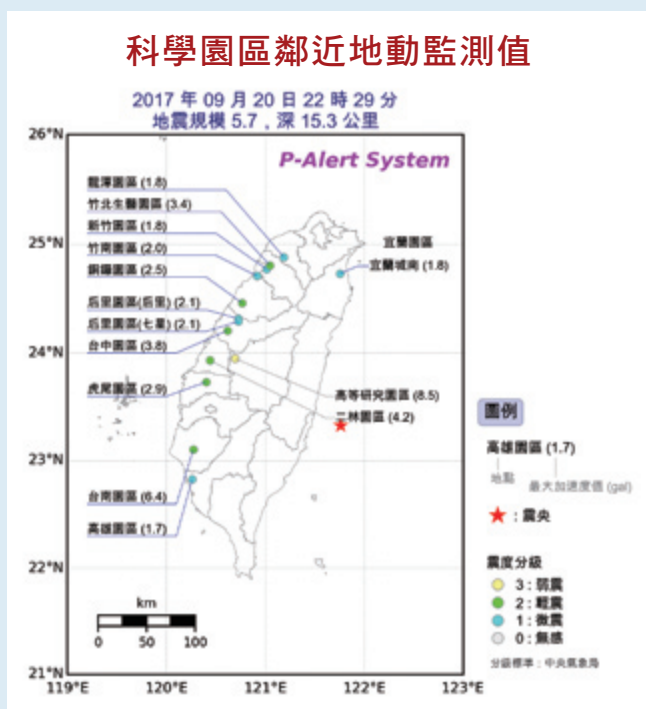 科學園區鄰近地動監測值
2017 年 09 月 20 日 22 時 29 分
地震規模 5.7 , 深 15.3 公里
P-Alert System
26°N
25°N
24°N
23°N
22°N
21°N
龍潭園區 (1.8)
竹北生醫園區 (3.4)
新竹園區 (1.8)
竹南園區 (2.0)
銅鑼園區 (2.5)
后里園區(后里) (2.1)
后里園區(七星) (2.1)
台中園區 (3.8)
虎尾園區 (2.9)
台南園區 (6.4)
高雄園區 (1.7)
宜蘭園區
宜蘭城南 (1.8)
高等研究園區 (8.5)
二林園區 (4.2)
km
0 50 100
119°E 120°E 121°E 122°E 123°E
圖例
高雄園區 (1.7)
地點
最大加速度值 (gal)
: 震央
震度分級
3 : 弱震
2 : 輕震
1 : 微震
0 : 無感
分級標準 : 中央氣象局